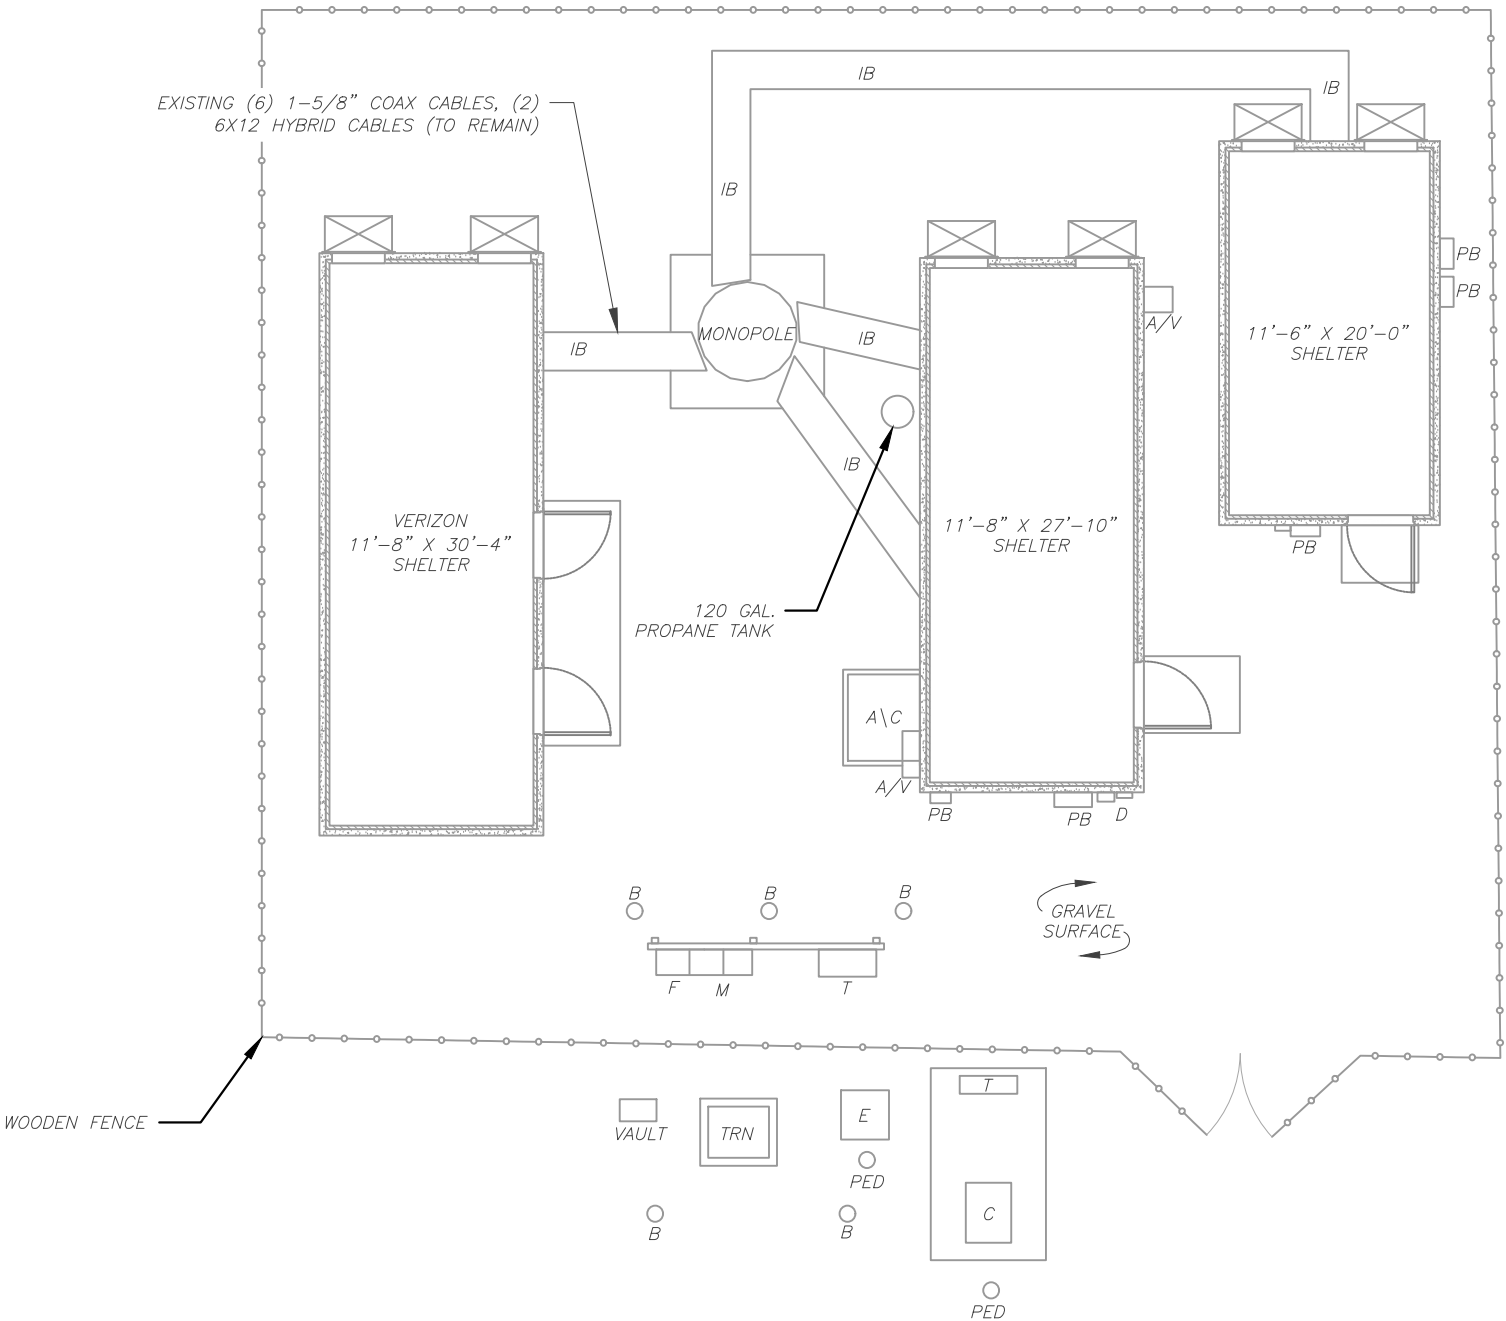 IB
IB
EXISTING (6) 1-5/8" COAX CABLES, (2)
6X12 HYBRID CABLES (TO REMAIN)
IB
PB
PB
A/V
MONOPOLE
IB
IB
11'-6" X 20'-0"
SHELTER
IB
VERIZON
11'-8" X 30'-4"
SHELTER
11'-8" X 27'-10"
SHELTER
PB
120 GAL.
PROPANE TANK
A\C
A/V
PB
PB
D
B
B
B
GRAVEL
SURFACE
F
M
T
WOODEN FENCE
T
VAULT
TRN
E
PED
C
B
B
PED